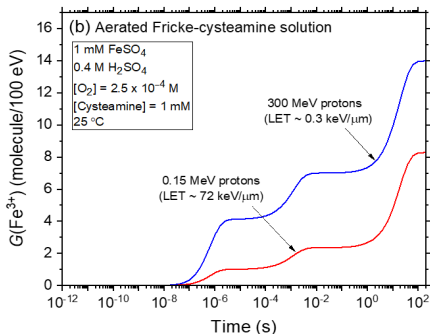 (b) Aerated Fricke-cysteamine solution
1 mM FeSO₄
0.4 M H₂SO₄
[O₂] = 2.5 x 10⁻⁴ M
[Cysteamine] = 1 mM
25 °C
300 MeV protons
(LET ~ 0.3 keV/μm)
0.15 MeV protons
(LET ~ 72 keV/μm)
G(Fe³⁺) (molecule/100 eV)
16
14
12
10
8
6
4
2
0
10⁻¹² 10⁻¹⁰ 10⁻⁸ 10⁻⁶ 10⁻⁴ 10⁻² 10⁰ 10²
Time (s)